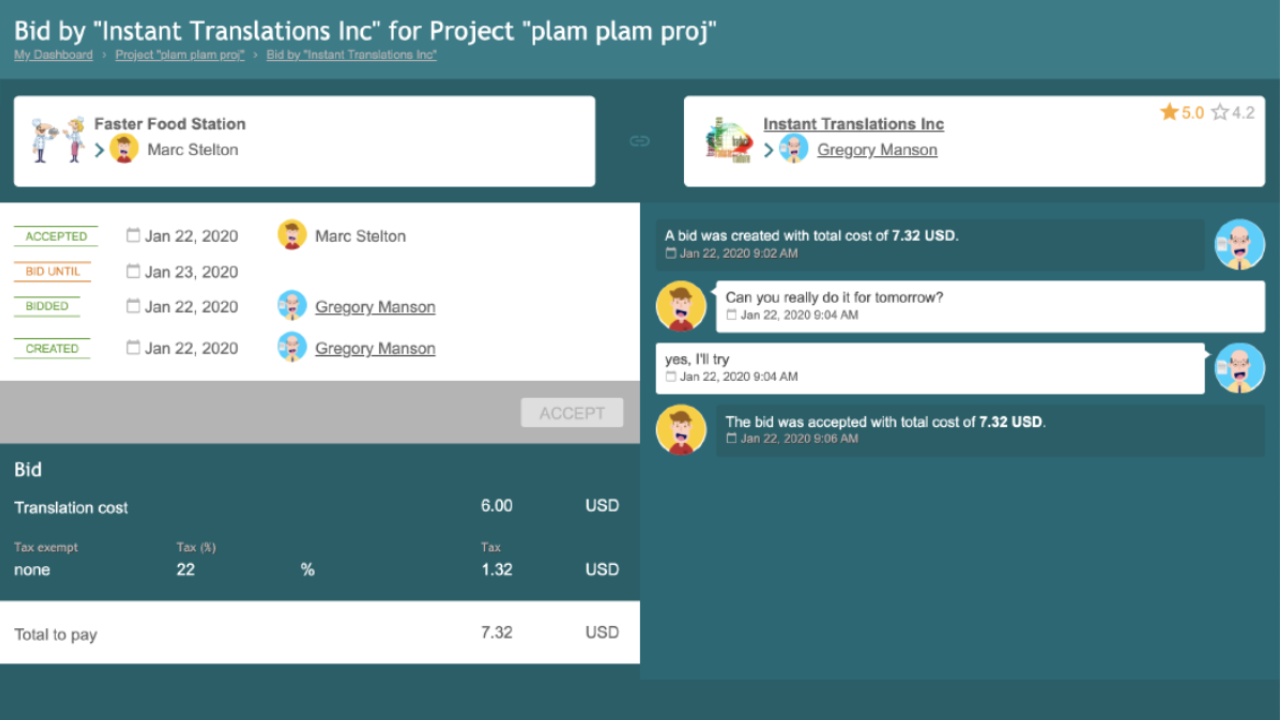 Bid by "Instant Translations Inc" for Project "plam plam proj"
My Dashboard › Project "plam plam proj" › Bid by "Instant Translations Inc"
Faster Food Station
Marc Stelton
5.0 4.2
Instant Translations Inc
Gregory Manson
ACCEPTED Jan 22, 2020 Marc Stelton
BID UNTIL Jan 23, 2020
BIDDED Jan 22, 2020 Gregory Manson
CREATED Jan 22, 2020 Gregory Manson
ACCEPT
Bid
Translation cost 6.00 USD
Tax exempt Tax (%) Tax
none 22 % 1.32 USD
Total to pay 7.32 USD
A bid was created with total cost of 7.32 USD.
Jan 22, 2020 9:02 AM
Can you really do it for tomorrow?
Jan 22, 2020 9:04 AM
yes, I'll try
Jan 22, 2020 9:04 AM
The bid was accepted with total cost of 7.32 USD.
Jan 22, 2020 9:06 AM